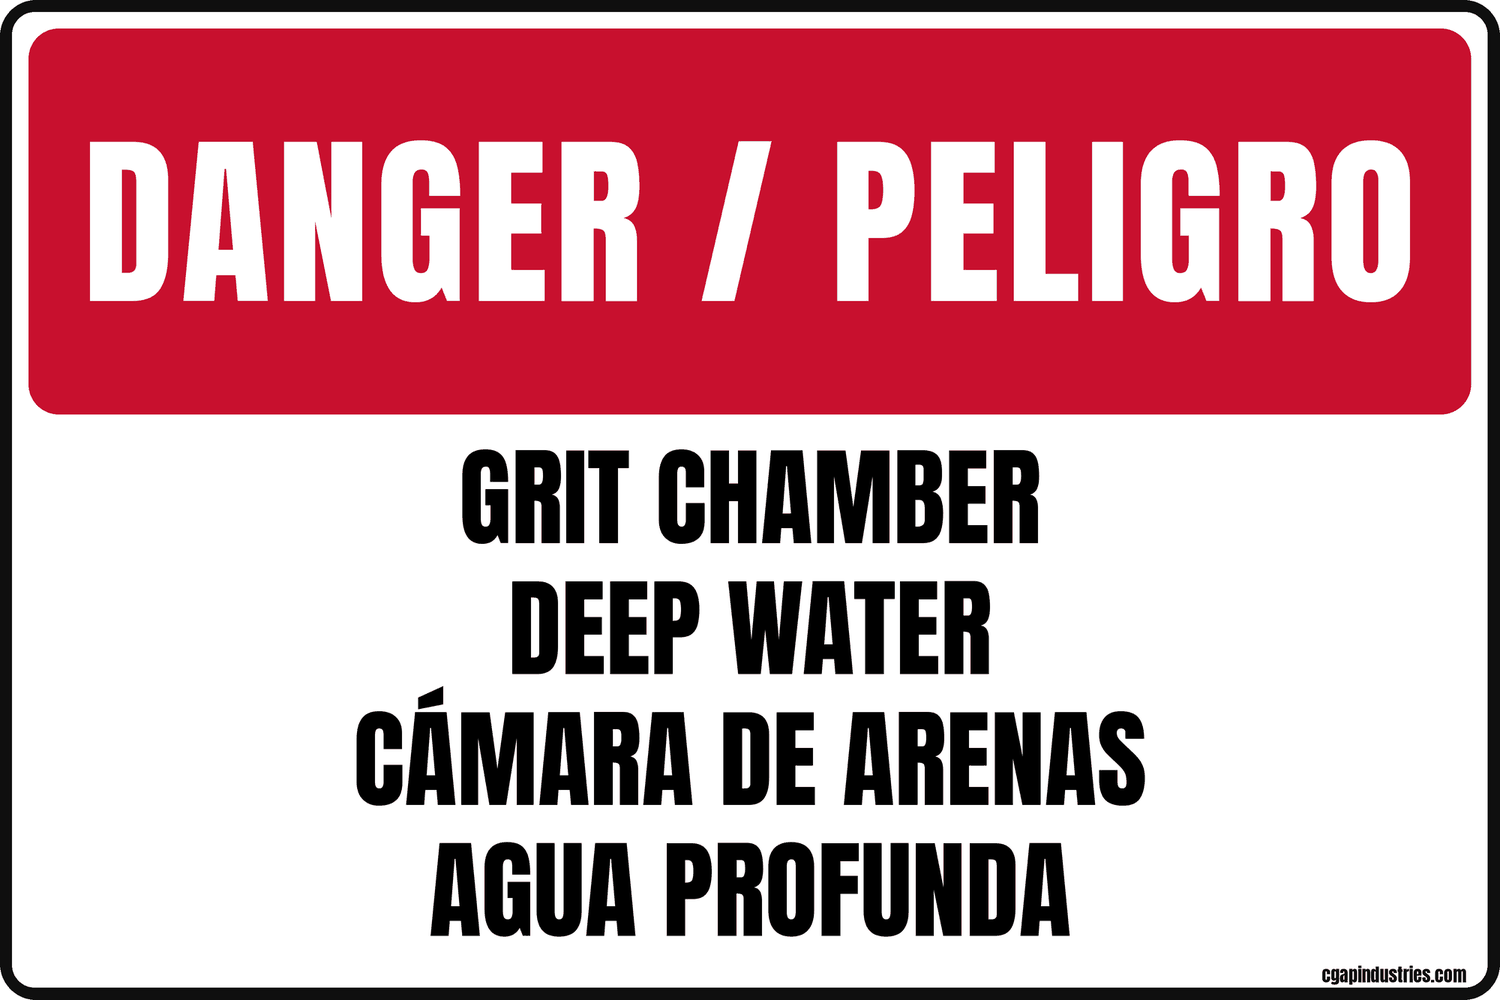 DANGER / PELIGRO
GRIT CHAMBER
DEEP WATER
CÁMARA DE ARENAS
AGUA PROFUNDA
cgapindustries.com